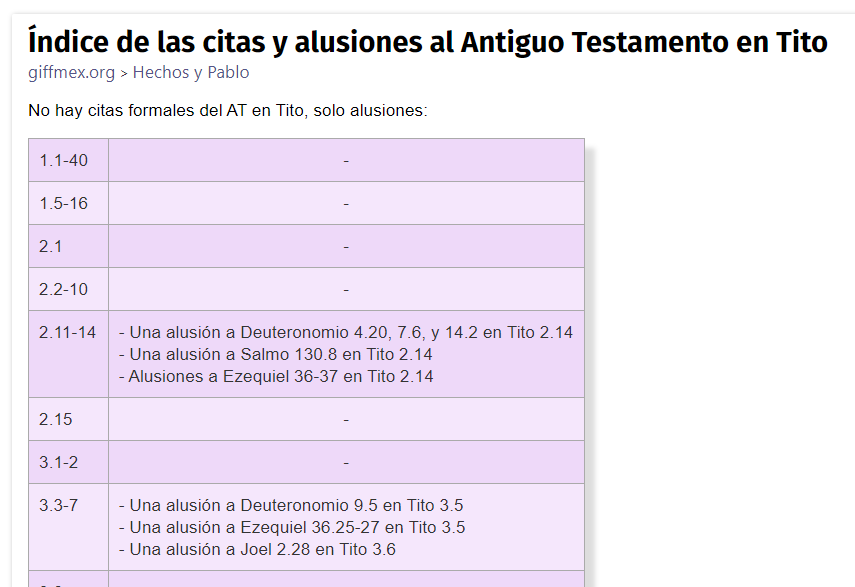 Índice de las citas y alusiones al Antiguo Testamento en Tito
giffmex.org > Hechos y Pablo
No hay citas formales del AT en Tito, solo alusiones:
1.1-40 -
1.5-16 -
2.1 -
2.2-10 -
2.11-14 - Una alusión a Deuteronomio 4.20, 7.6, y 14.2 en Tito 2.14
- Una alusión a Salmo 130.8 en Tito 2.14
- Alusiones a Ezequiel 36-37 en Tito 2.14
2.15 -
3.1-2 -
3.3-7 - Una alusión a Deuteronomio 9.5 en Tito 3.5
- Una alusión a Ezequiel 36.25-27 en Tito 3.5
- Una alusión a Joel 2.28 en Tito 3.6